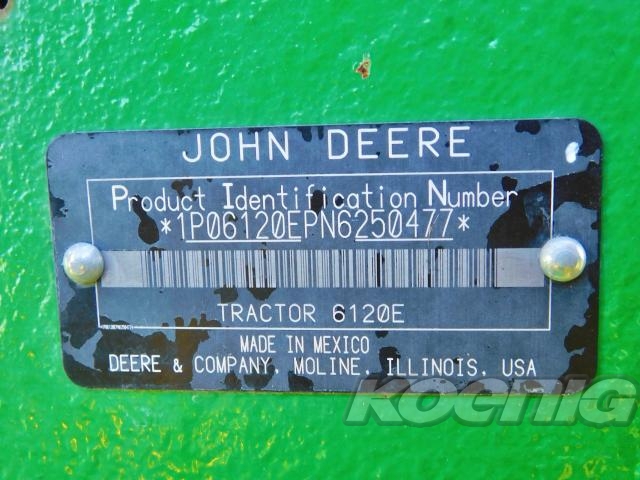 JOHN DEERE
Product Identification Number
*1P06120EPN6250477*
TRACTOR 6120E
MADE IN MEXICO
DEERE & COMPANY, MOLINE, ILLINOIS, USA
KOENIG